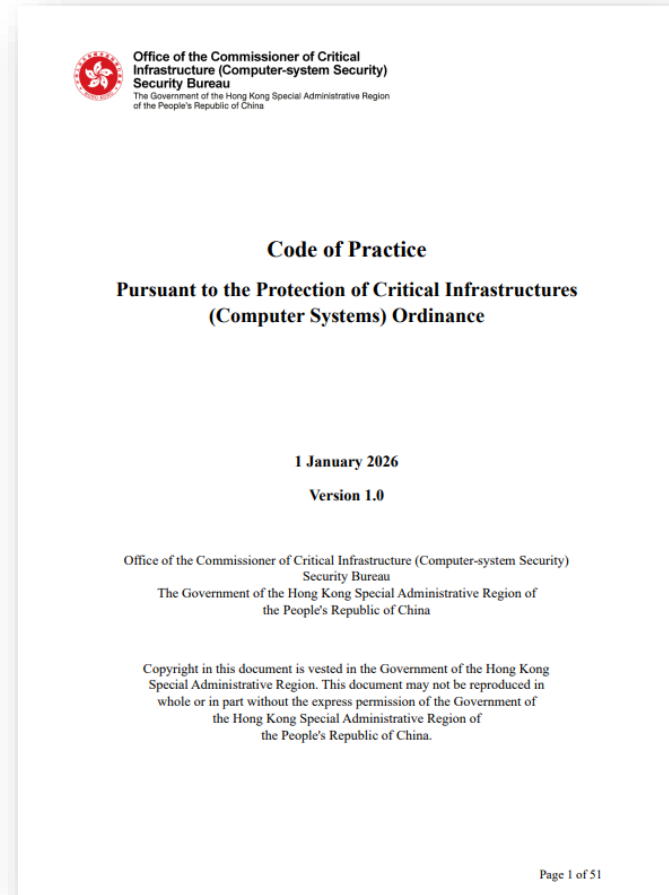 Office of the Commissioner of Critical
Infrastructure (Computer-system Security)
Security Bureau
The Government of the Hong Kong Special Administrative Region
of the People's Republic of China
Code of Practice
Pursuant to the Protection of Critical Infrastructures
(Computer Systems) Ordinance
1 January 2026
Version 1.0
Office of the Commissioner of Critical Infrastructure (Computer-system Security)
Security Bureau
The Government of the Hong Kong Special Administrative Region of
the People's Republic of China
Copyright in this document is vested in the Government of the Hong Kong
Special Administrative Region. This document may not be reproduced in
whole or in part without the express permission of the Government of
the Hong Kong Special Administrative Region of
the People's Republic of China.
Page 1 of 51